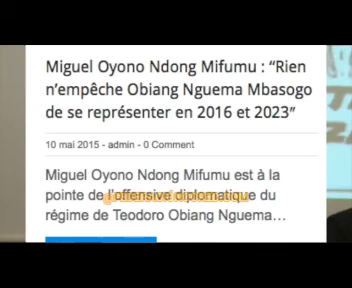 Miguel Oyono Ndong Mifumu : “Rien
n’empêche Obiang Nguema Mbasogo
de se représenter en 2016 et 2023”
10 mai 2015 - admin - 0 Comment
Miguel Oyono Ndong Mifumu est à la
pointe de l’offensive diplomatique du
régime de Teodoro Obiang Nguema…